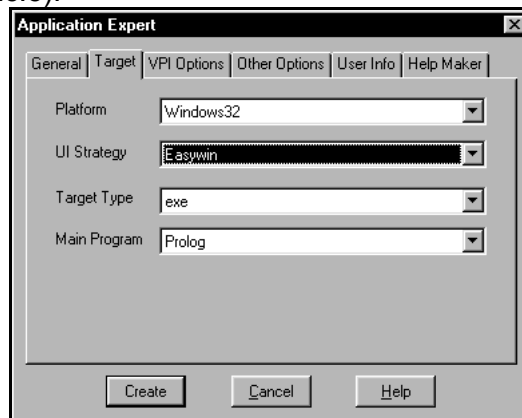 Application Expert
General Target VPI Options Other Options User Info Help Maker
Platform Windows32
UI Strategy Easywin
Target Type exe
Main Program Prolog
Create Cancel Help